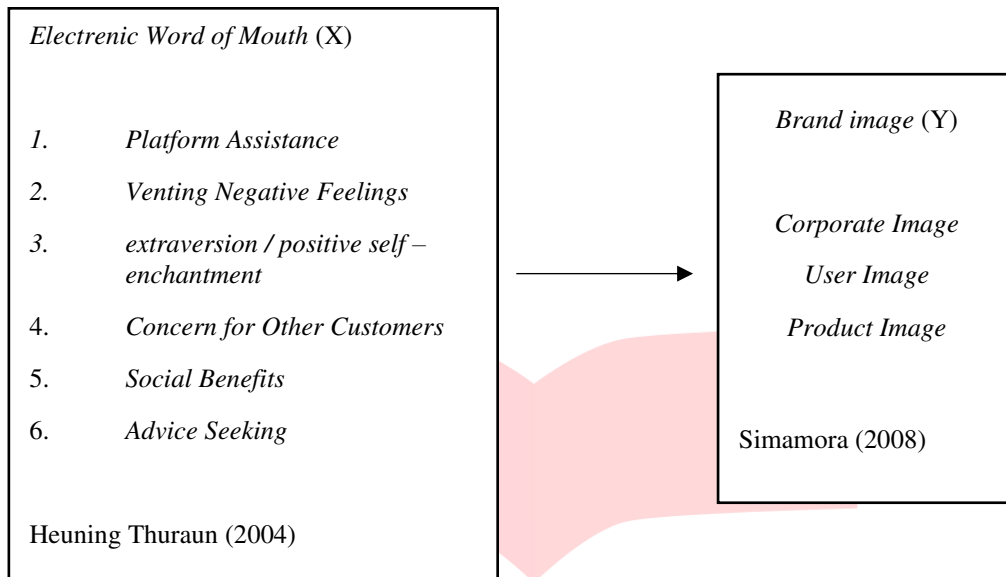 Electrenic Word of Mouth (X)
1. Platform Assistance
2. Venting Negative Feelings
3. extraversion / positive self –
enchantment
4. Concern for Other Customers
5. Social Benefits
6. Advice Seeking
Heuning Thuraun (2004)
Brand image (Y)
Corporate Image
User Image
Product Image
Simamora (2008)